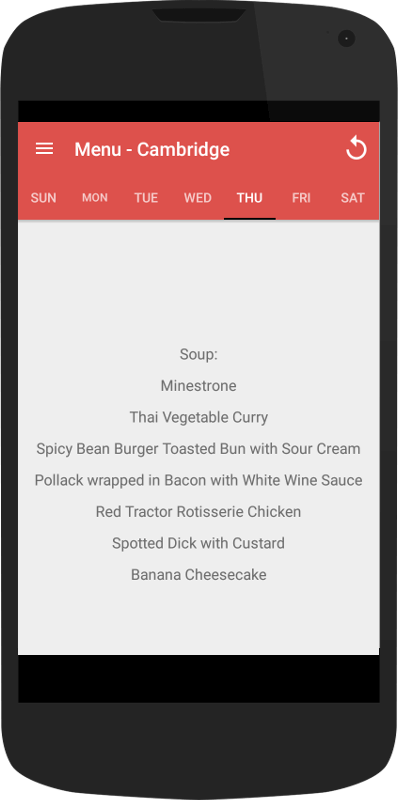 Menu - Cambridge
SUN MON TUE WED THU FRI SAT
Soup:
Minestrone
Thai Vegetable Curry
Spicy Bean Burger Toasted Bun with Sour Cream
Pollack wrapped in Bacon with White Wine Sauce
Red Tractor Rotisserie Chicken
Spotted Dick with Custard
Banana Cheesecake